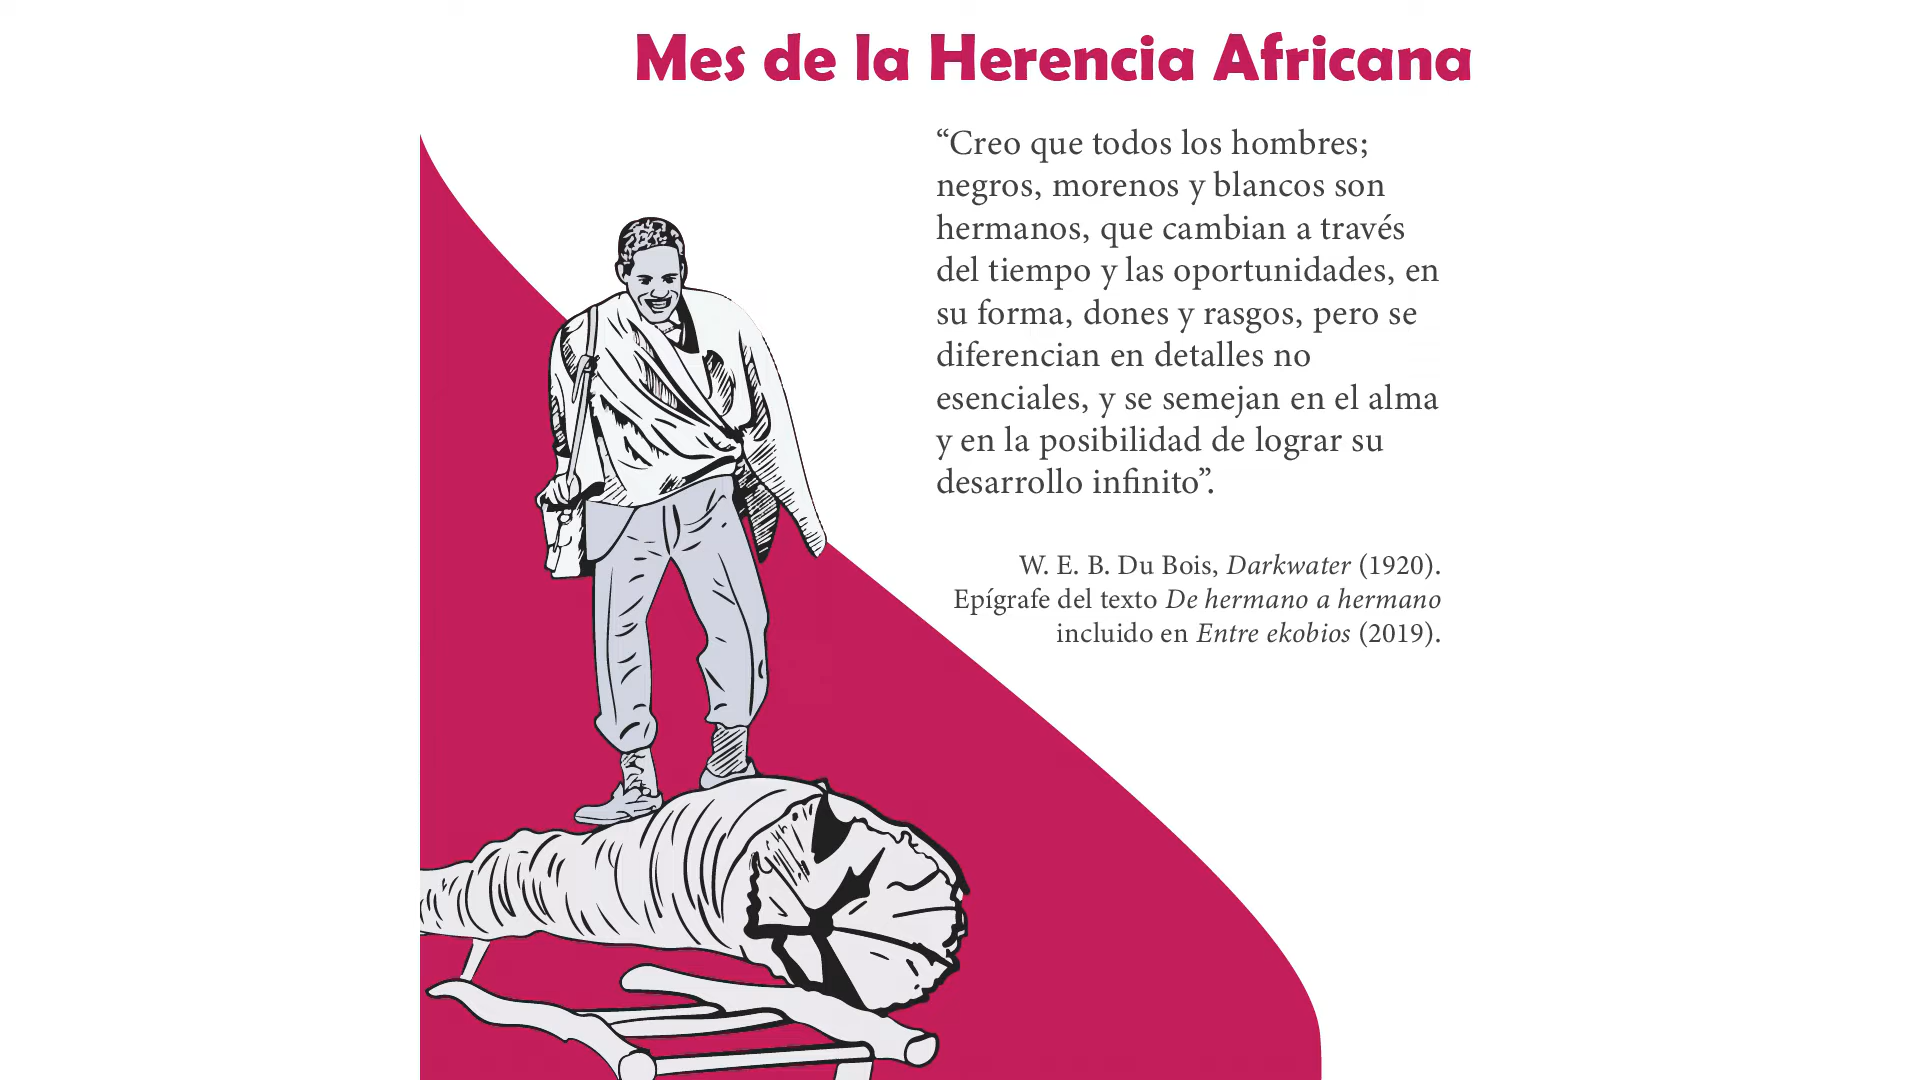 Mes de la Herencia Africana
“Creo que todos los hombres;
negros, morenos y blancos son
hermanos, que cambian a través
del tiempo y las oportunidades, en
su forma, dones y rasgos, pero se
diferencian en detalles no
esenciales, y se semejan en el alma
y en la posibilidad de lograr su
desarrollo infinito”.
W. E. B. Du Bois, Darkwater (1920).
Epígrafe del texto De hermano a hermano
incluido en Entre ekobios (2019).